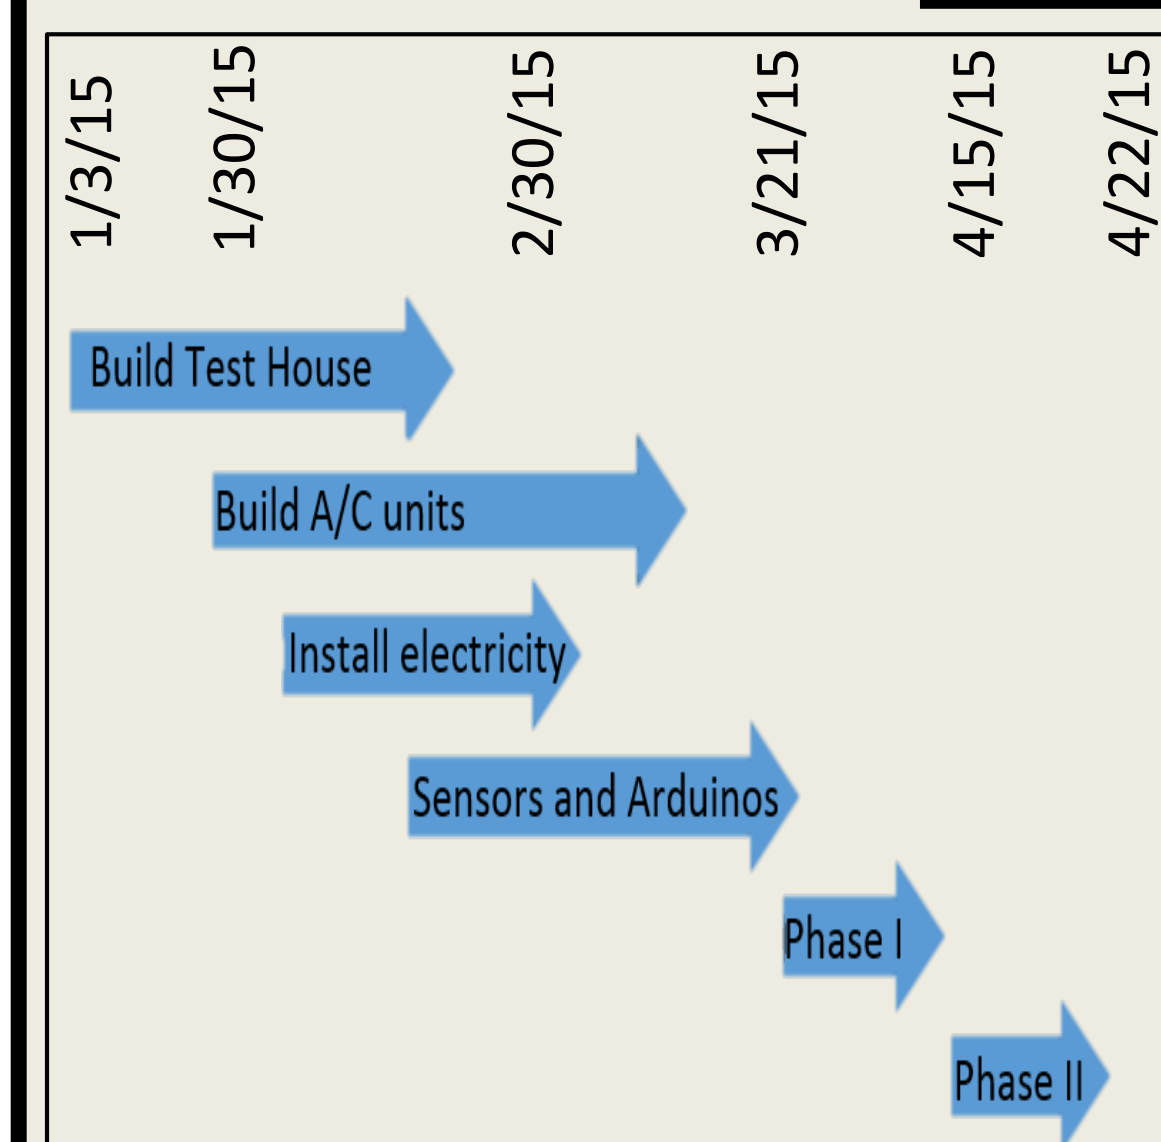 1/3/15
1/30/15
2/30/15
3/21/15
4/15/15
4/22/15
Build Test House
Build A/C units
Install electricity
Sensors and Arduinos
Phase I
Phase II